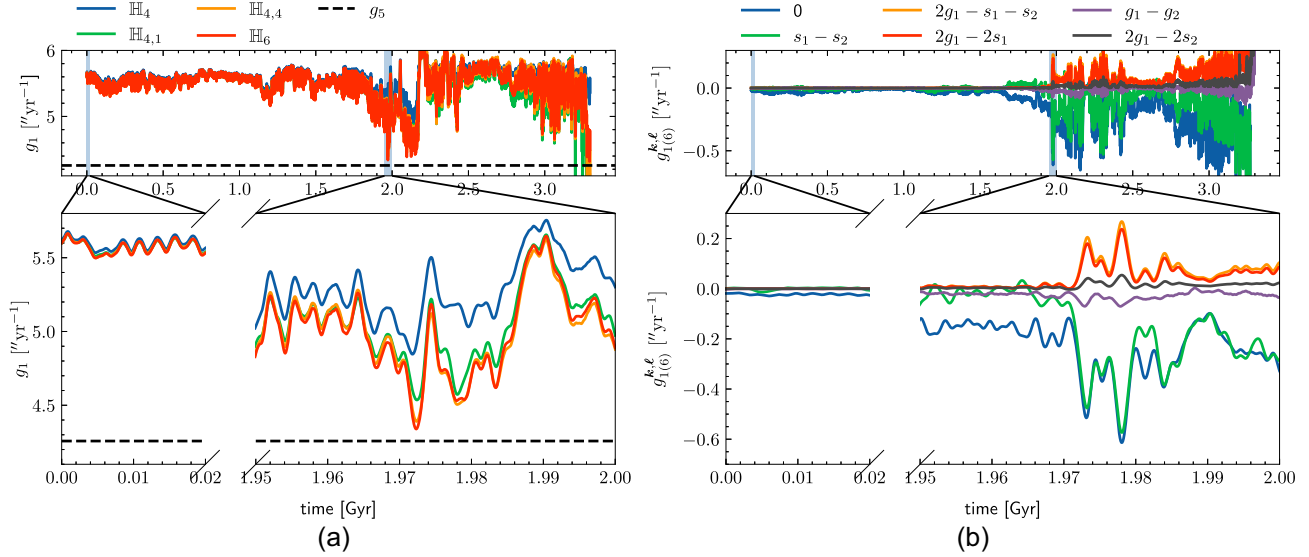 ℍ₄ ℍ₄,₄ g₅
ℍ₄,₁ ℍ₆
6
5
g₁ [″yr⁻¹]
0.0 0.5 1.0 1.5 2.0 2.5 3.0
5.5
5.0
4.5
g₁ [″yr⁻¹]
0.00 0.01 0.02 1.95 1.96 1.97 1.98 1.99 2.00
time [Gyr]
(a)
0 2g₁ − s₁ − s₂ g₁ − g₂
s₁ − s₂ 2g₁ − 2s₁ 2g₁ − 2s₂
0.0
−0.5
g₁₍₆₎^{k,ℓ} [″yr⁻¹]
0.0 0.5 1.0 1.5 2.0 2.5 3.0
0.2
0.0
−0.2
−0.4
−0.6
g₁₍₆₎^{k,ℓ} [″yr⁻¹]
0.00 0.01 0.02 1.95 1.96 1.97 1.98 1.99 2.00
time [Gyr]
(b)